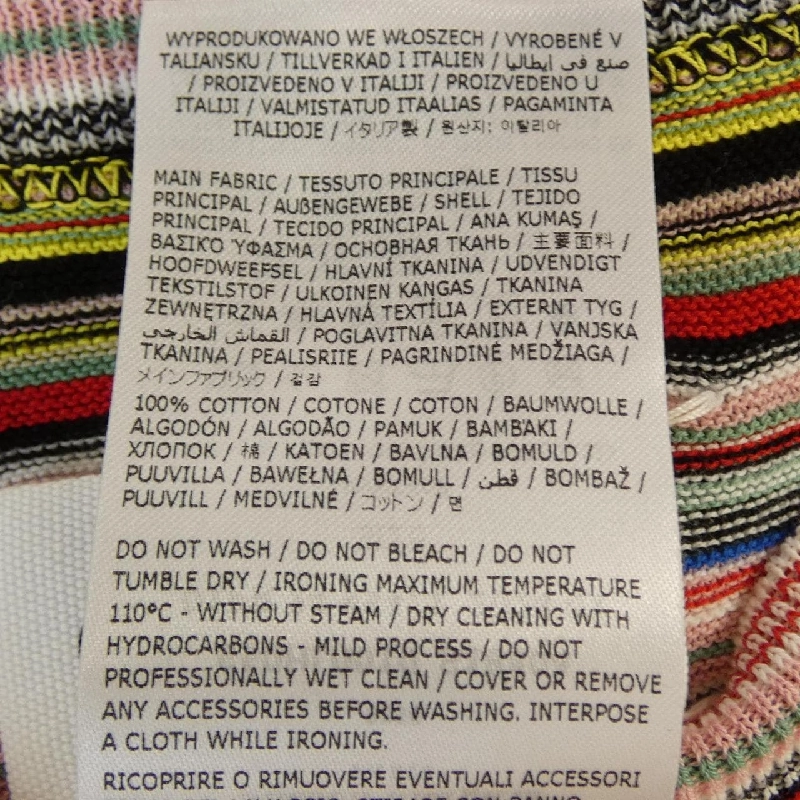 WYPRODUKOWANO WE WŁOSZECH / VYROBENÉ V
TALIANSKU / TILLVERKAD I ITALIEN / صنع في إيطاليا
/ PROIZVEDENO V ITALIJI / PROIZVEDENO U
ITALIJI / VALMISTATUD ITAALIAS / PAGAMINTA
ITALIJOJE / イタリア製 / 원산지: 이탈리아
MAIN FABRIC / TESSUTO PRINCIPALE / TISSU
PRINCIPAL / AUßENGEWEBE / SHELL / TEJIDO
PRINCIPAL / TECIDO PRINCIPAL / ANA KUMAŞ /
ΒΑΣΙΚΌ ΎΦΑΣΜΑ / ОСНОВНАЯ ТКАНЬ / 主要面料 /
HOOFDWEEFSEL / HLAVNÍ TKANINA / UDVENDIGT
TEKSTILSTOF / ULKOINEN KANGAS / TKANINA
ZEWNĘTRZNA / HLAVNÁ TEXTÍLIA / EXTERNT TYG /
القماش الخارجي / POGLAVITNA TKANINA / VANJSKA
TKANINA / PEALISRIIE / PAGRINDINĖ MEDŽIAGA /
メインファブリック / 겉감
100% COTTON / COTONE / COTON / BAUMWOLLE /
ALGODÓN / ALGODÃO / PAMUK / ΒΑΜΒΆΚΙ /
ХЛОПОК / 棉 / KATOEN / BAVLNA / BOMULD /
PUUVILLA / BAWEŁNA / BOMULL / قطن / BOMBAŽ /
PUUVILL / MEDVILNĖ / コットン / 면
DO NOT WASH / DO NOT BLEACH / DO NOT
TUMBLE DRY / IRONING MAXIMUM TEMPERATURE
110°C - WITHOUT STEAM / DRY CLEANING WITH
HYDROCARBONS - MILD PROCESS / DO NOT
PROFESSIONALLY WET CLEAN / COVER OR REMOVE
ANY ACCESSORIES BEFORE WASHING. INTERPOSE
A CLOTH WHILE IRONING.
RICOPRIRE O RIMUOVERE EVENTUALI ACCESSORI